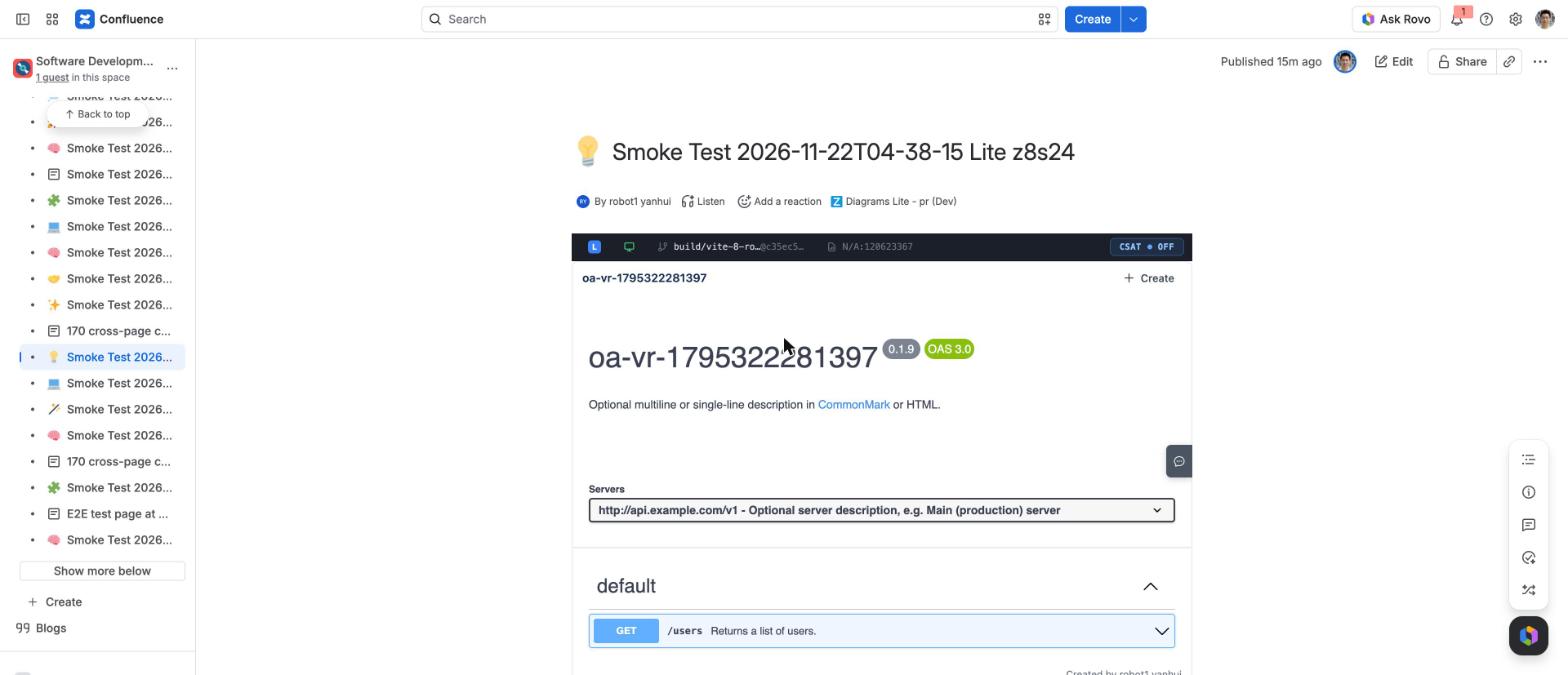 Confluence
Search
Create
Ask Rovo
1
Software Developm...
1 guest in this space
Published 15m ago
Edit
Share
Smoke Test 2026...
Back to top
026...
Smoke Test 2026...
Smoke Test 2026...
Smoke Test 2026...
Smoke Test 2026...
Smoke Test 2026...
Smoke Test 2026...
Smoke Test 2026...
170 cross-page c...
Smoke Test 2026...
Smoke Test 2026...
Smoke Test 2026...
Smoke Test 2026...
170 cross-page c...
Smoke Test 2026...
E2E test page at ...
Smoke Test 2026...
Show more below
Create
Blogs
Smoke Test 2026-11-22T04-38-15 Lite z8s24
RY By robot1 yanhui Listen Add a reaction Z Diagrams Lite - pr (Dev)
L build/vite-8-ro…@c35ec5… N/A:120623367 CSAT OFF
oa-vr-1795322281397 Create
oa-vr-1795322281397 0.1.9 OAS 3.0
Optional multiline or single-line description in CommonMark or HTML.
Servers
http://api.example.com/v1 - Optional server description, e.g. Main (production) server
default
GET /users Returns a list of users.
Created by robot1 yanhui